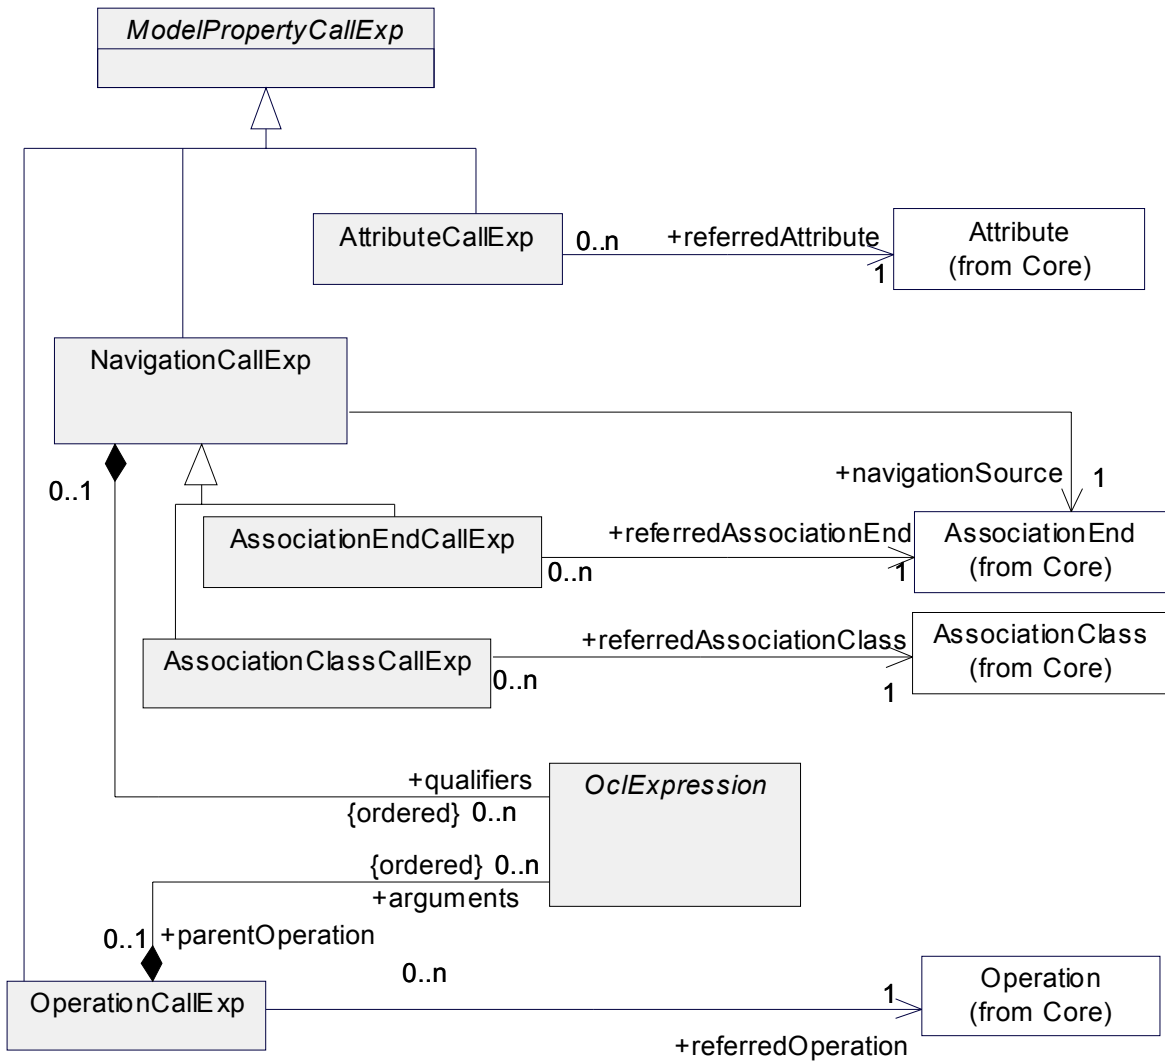 ModelPropertyCallExp
AttributeCallExp
0..n
+referredAttribute
1
Attribute
(from Core)
NavigationCallExp
0..1
+navigationSource
1
AssociationEndCallExp
0..n
+referredAssociationEnd
1
AssociationEnd
(from Core)
AssociationClassCallExp
0..n
+referredAssociationClass
1
AssociationClass
(from Core)
+qualifiers
{ordered} 0..n
OclExpression
{ordered} 0..n
+arguments
0..1 +parentOperation
OperationCallExp
0..n
1
+referredOperation
Operation
(from Core)